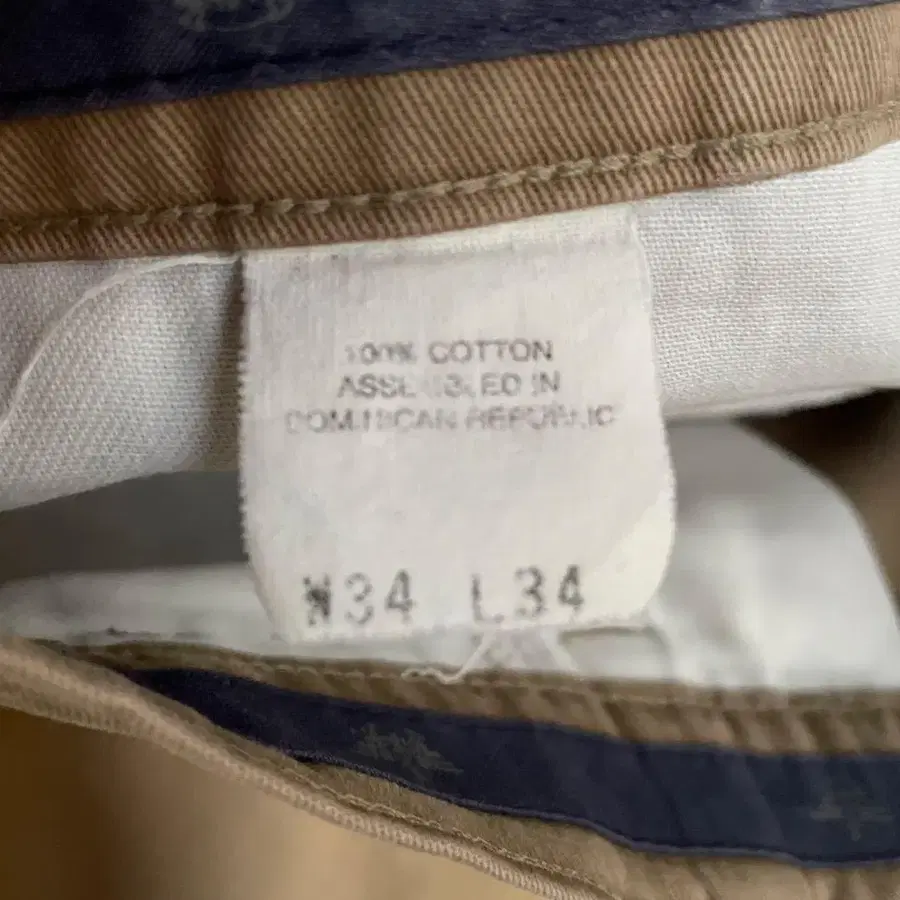 100% COTTON
ASSEMBLED IN
DOMINICAN REPUBLIC
W34 L34